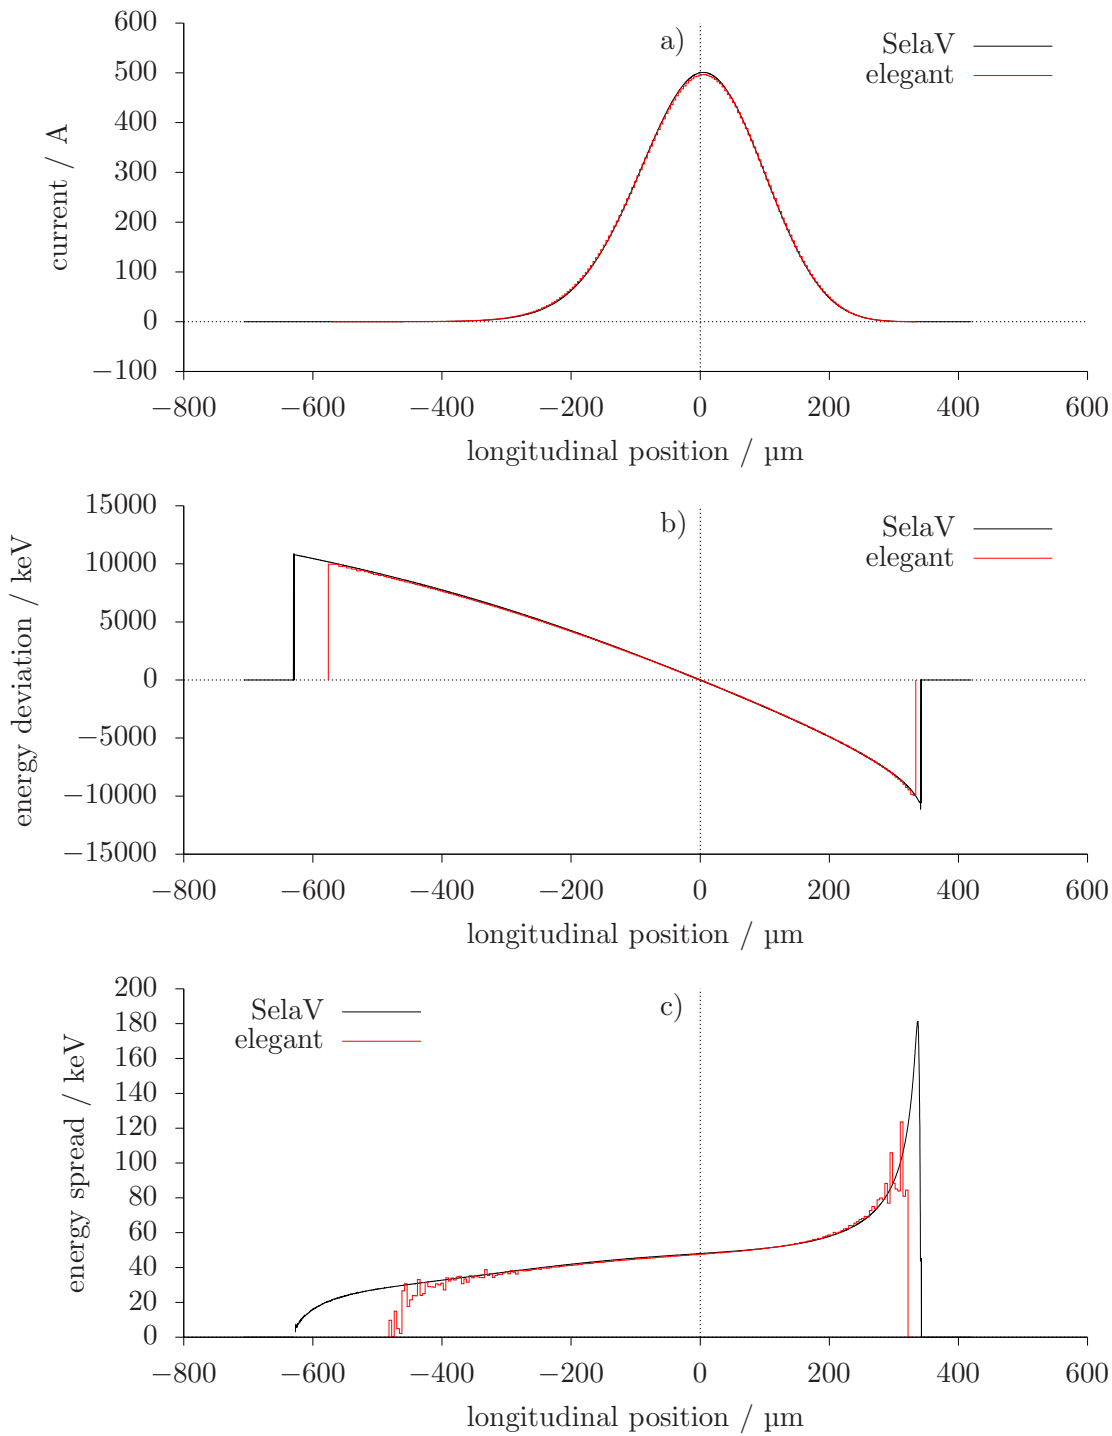 a)
SelaV
elegant
current / A
600
500
400
300
200
100
0
−100
−800 −600 −400 −200 0 200 400 600
longitudinal position / µm
b)
SelaV
elegant
energy deviation / keV
15000
10000
5000
0
−5000
−10000
−15000
−800 −600 −400 −200 0 200 400 600
longitudinal position / µm
c)
SelaV
elegant
energy spread / keV
200
180
160
140
120
100
80
60
40
20
0
−800 −600 −400 −200 0 200 400 600
longitudinal position / µm